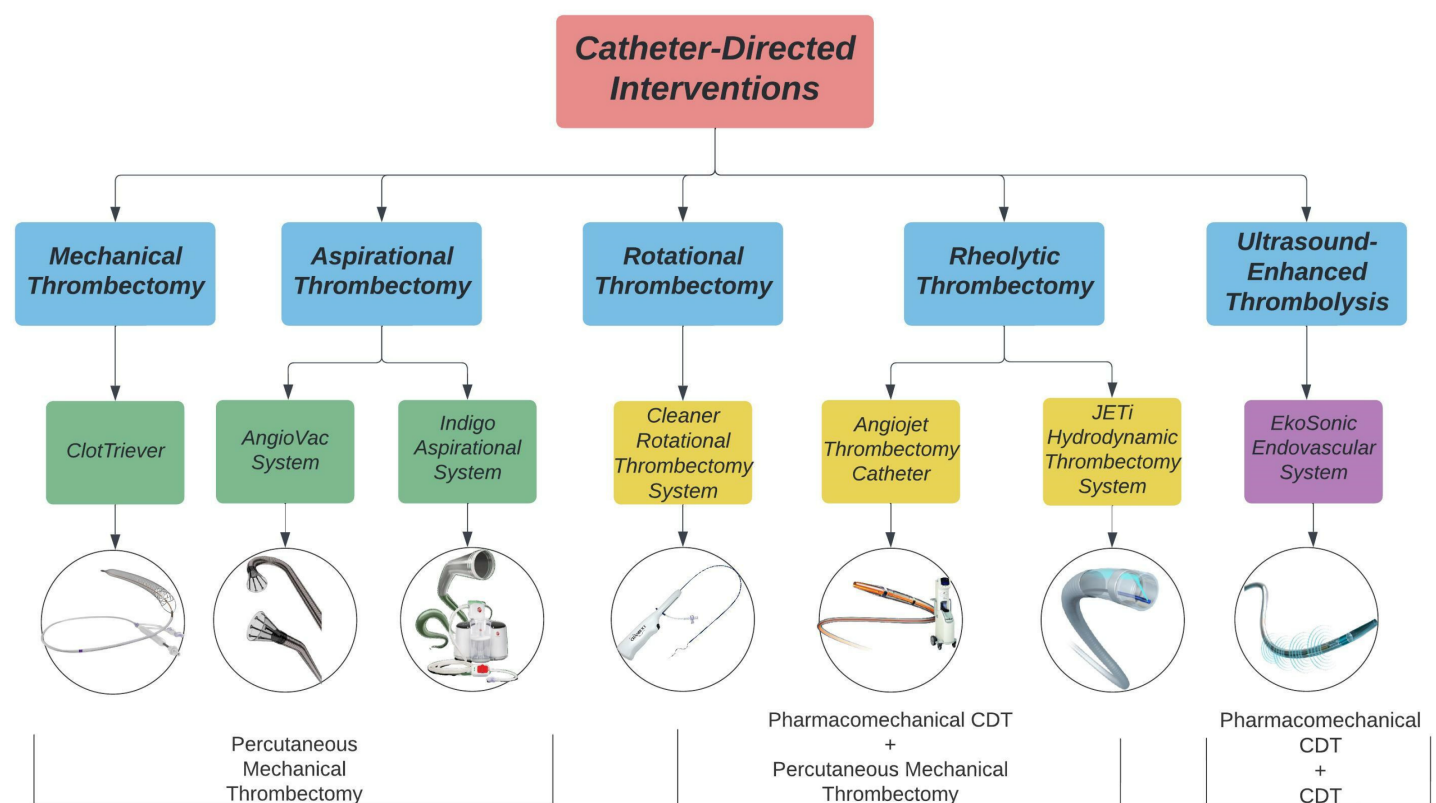 Catheter-Directed
Interventions
Mechanical
Thrombectomy
Aspirational
Thrombectomy
Rotational
Thrombectomy
Rheolytic
Thrombectomy
Ultrasound-
Enhanced
Thrombolysis
ClotTriever
AngioVac
System
Indigo
Aspirational
System
Cleaner
Rotational
Thrombectomy
System
Angiojet
Thrombectomy
Catheter
JETi
Hydrodynamic
Thrombectomy
System
EkoSonic
Endovascular
System
Percutaneous
Mechanical
Thrombectomy
Pharmacomechanical CDT
+
Percutaneous Mechanical
Thrombectomy
Pharmacomechanical
CDT
+
CDT